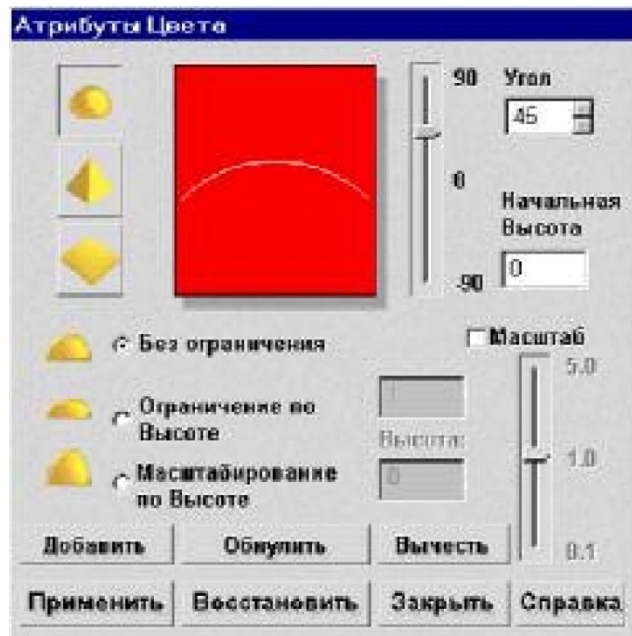 Атрибуты Цвета
90
Угол
45
0
Начальная
Высота
-90
0
Без ограничения
Масштаб
5.0
Ограничение по
Высоте
1
Высота:
Масштабирование
по Высоте
0
1.0
0.1
Добавить
Обнулить
Вычесть
Применить
Восстановить
Закрыть
Справка